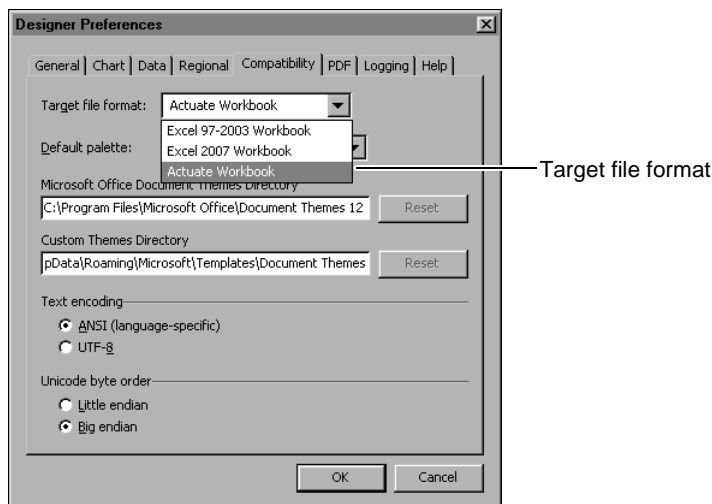 Designer Preferences
General Chart Data Regional Compatibility PDF Logging Help
Target file format: Actuate Workbook
Excel 97-2003 Workbook
Default palette: Excel 2007 Workbook
Actuate Workbook
Target file format
Microsoft Office Document Themes Directory
C:\Program Files\Microsoft Office\Document Themes 12 Reset
Custom Themes Directory
pData\Roaming\Microsoft\Templates\Document Themes Reset
Text encoding
ANSI (language-specific)
UTF-8
Unicode byte order
Little endian
Big endian
OK Cancel